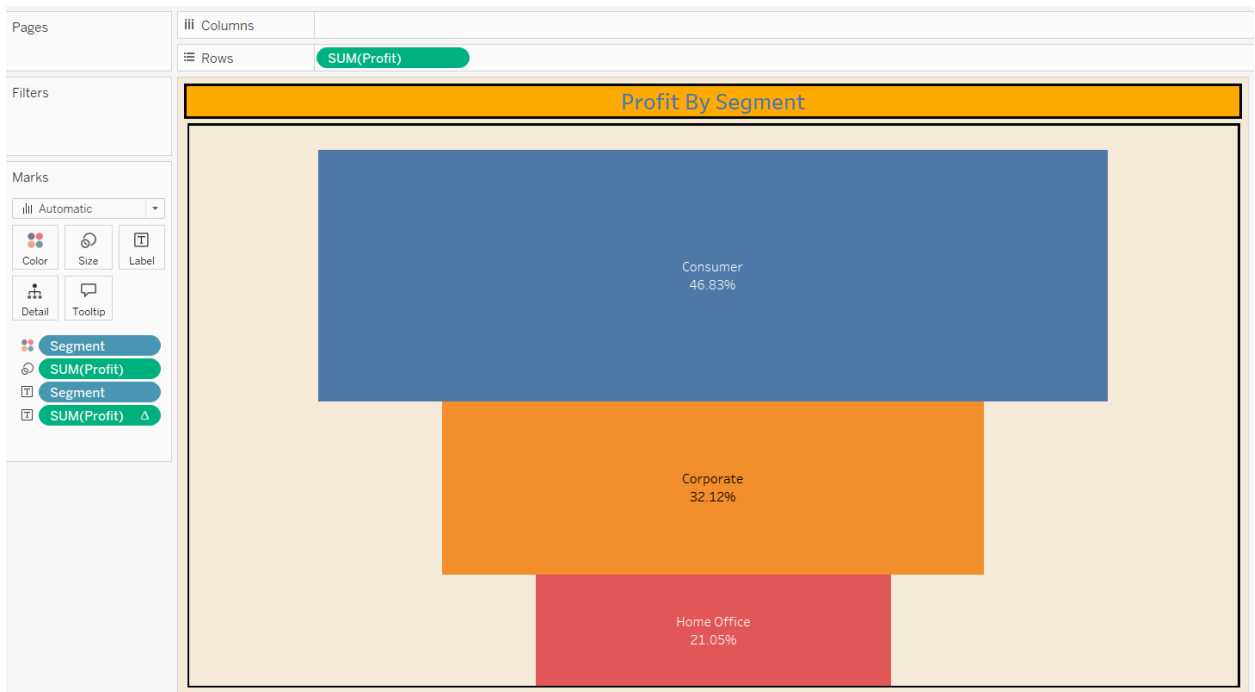 Pages
Columns
Rows
SUM(Profit)
Filters
Profit By Segment
Marks
Automatic
Color
Size
Label
Detail
Tooltip
Segment
SUM(Profit)
Segment
SUM(Profit) Δ
Consumer
46.83%
Corporate
32.12%
Home Office
21.05%